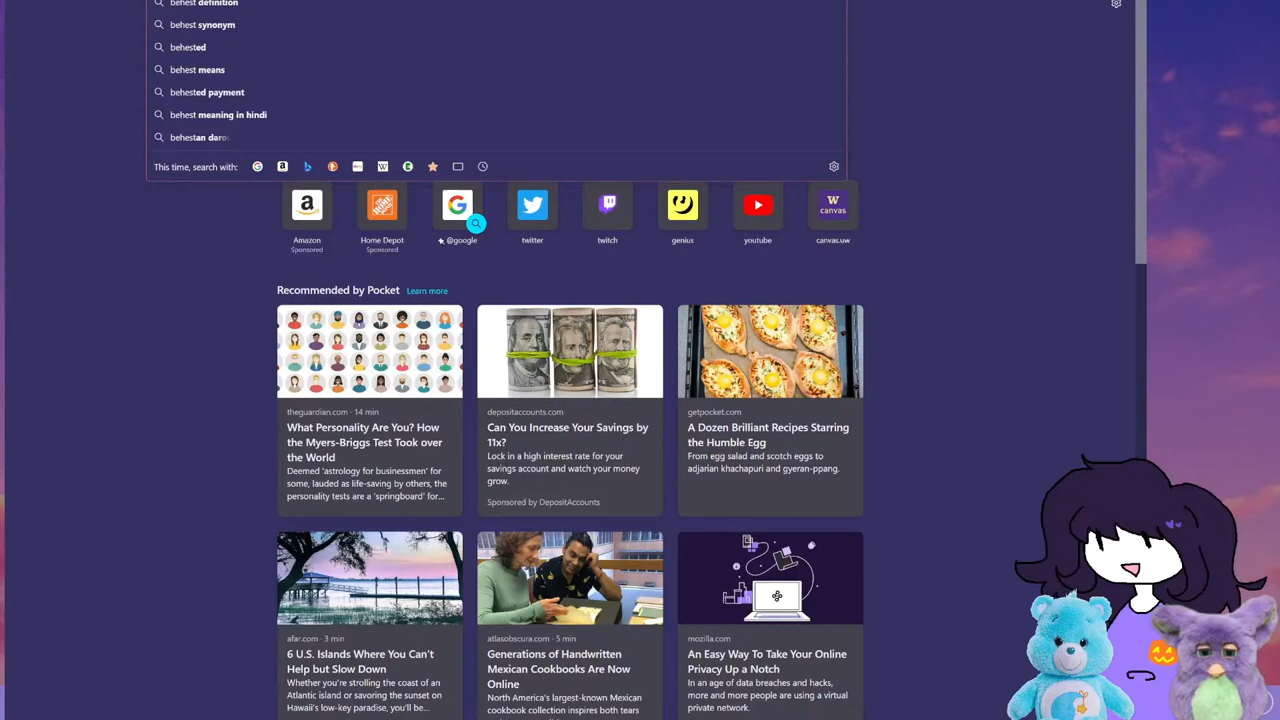 behest definition
behest synonym
behested
behest means
behested payment
behest meaning in hindi
behestan
This time, search with:
Amazon
Sponsored
Home Depot
Sponsored
@google
twitter
twitch
genius
youtube
W
canvas
canvas.uw
Recommended by Pocket Learn more
theguardian.com · 14 min
What Personality Are You? How
the Myers-Briggs Test Took over
the World
Deemed 'astrology for businessmen' for
some, lauded as life-saving by others, the
personality tests are a 'springboard' for...
depositaccounts.com
Can You Increase Your Savings by
11x?
Lock in a high interest rate for your
savings account and watch your money
grow.
Sponsored by DepositAccounts
getpocket.com
A Dozen Brilliant Recipes Starring
the Humble Egg
From egg salad and scotch eggs to
adjarian khachapuri and gyeran-ppang.
afar.com · 3 min
6 U.S. Islands Where You Can't
Help but Slow Down
Whether you're strolling the coast of an
Atlantic island or savoring the sunset on
Hawaii's low-key paradise, you'll be...
atlasobscura.com · 5 min
Generations of Handwritten
Mexican Cookbooks Are Now
Online
North America's largest-known Mexican
cookbook collection inspires both tears
mozilla.com
An Easy Way To Take Your Online
Privacy Up a Notch
In an age of data breaches and hacks,
more and more people are using a virtual
private network.